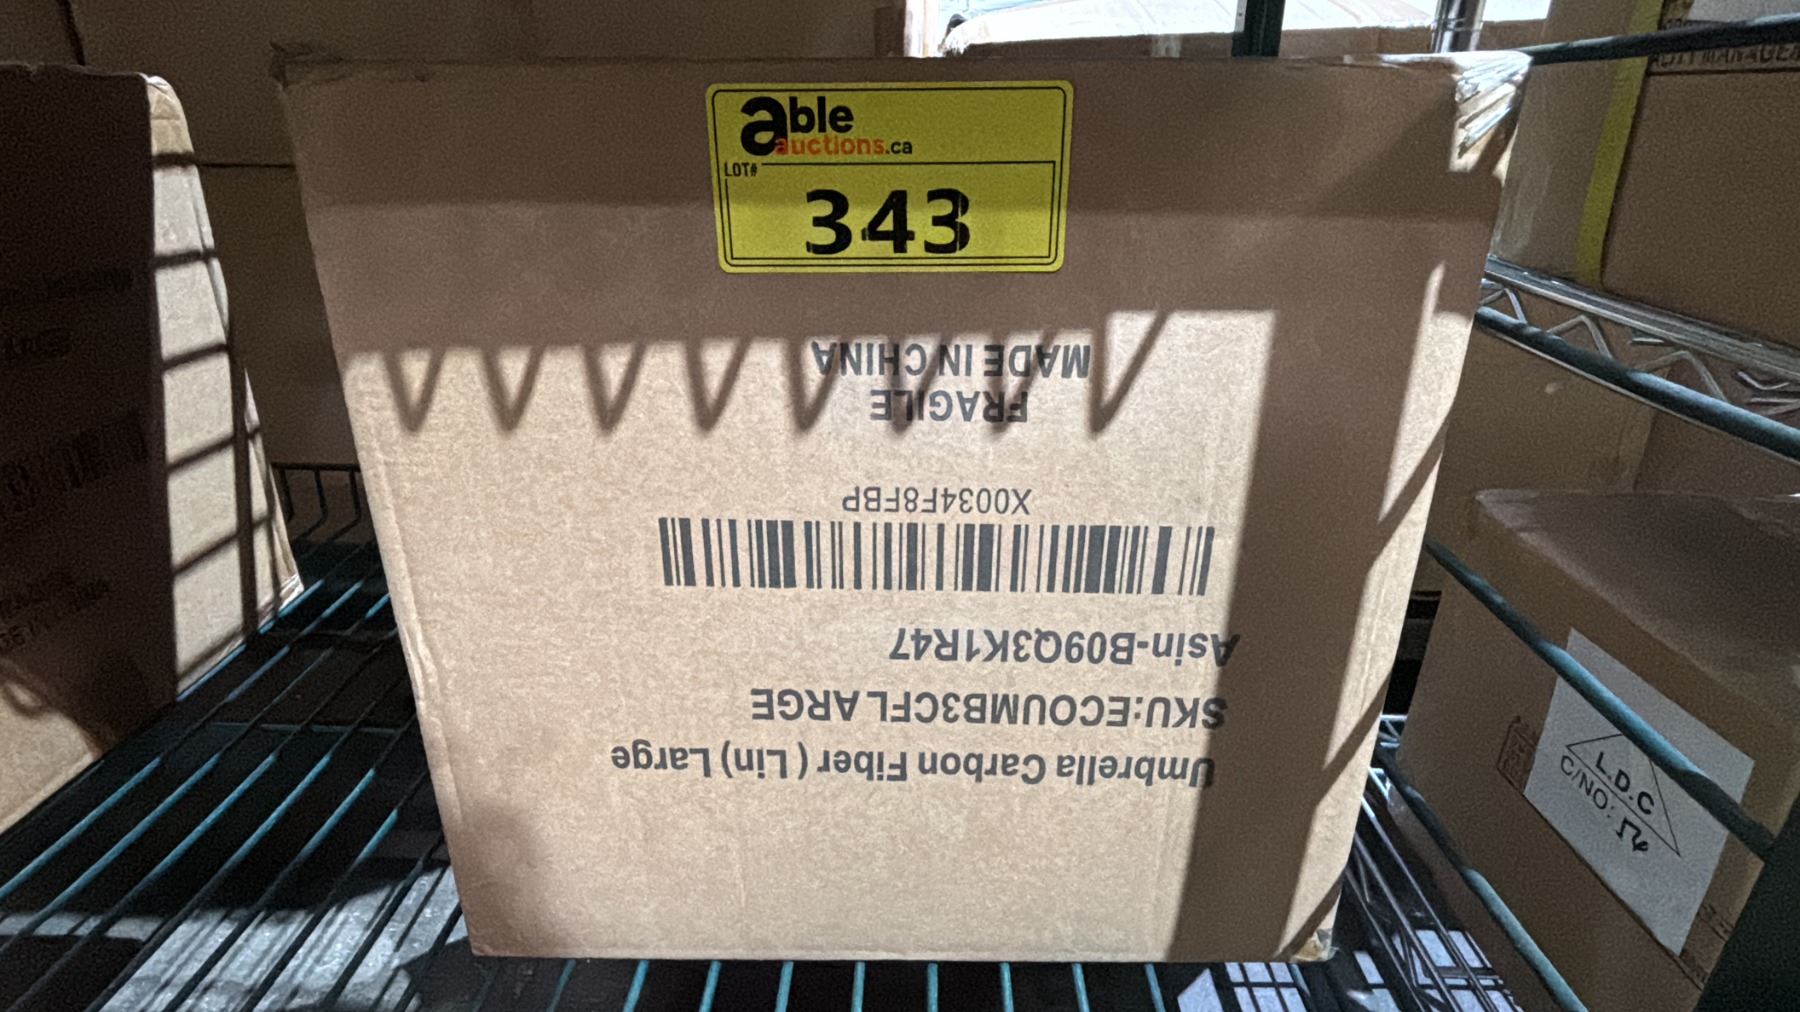 able
auctions.ca
LOT#
343
Umbrella Carbon Fiber ( Lin) Large
SKU:ECOUMB3CFLARGE
Asin-B09Q3K1R47
X0034F8FBP
FRAGILE
MADE IN CHINA
L.D.C
C/NO: